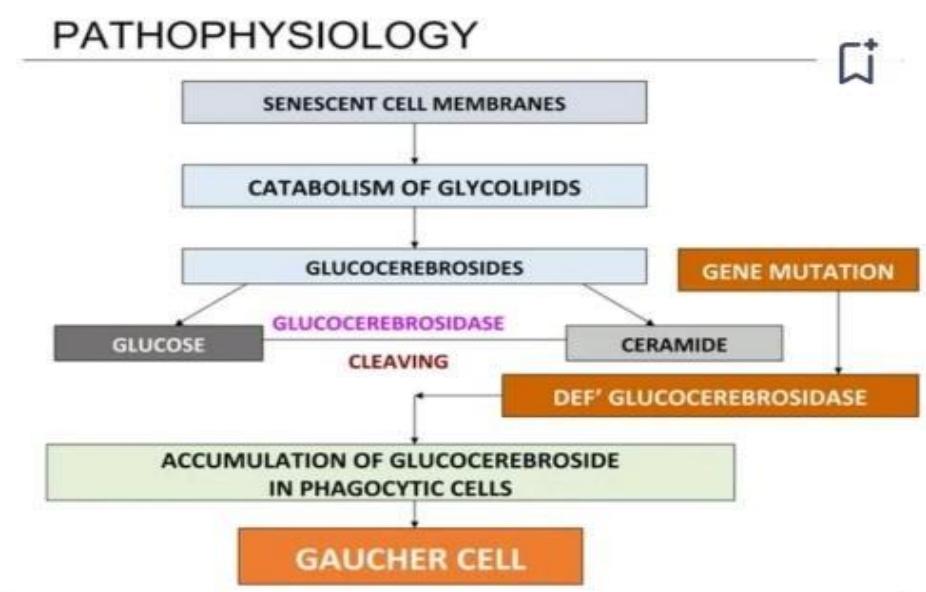 PATHOPHYSIOLOGY
SENESCENT CELL MEMBRANES
CATABOLISM OF GLYCOLIPIDS
GLUCOCEREBROSIDES
GENE MUTATION
GLUCOCEREBROSIDASE
GLUCOSE
CERAMIDE
CLEAVING
DEF’ GLUCOCEREBROSIDASE
ACCUMULATION OF GLUCOCEREBROSIDE
IN PHAGOCYTIC CELLS
GAUCHER CELL